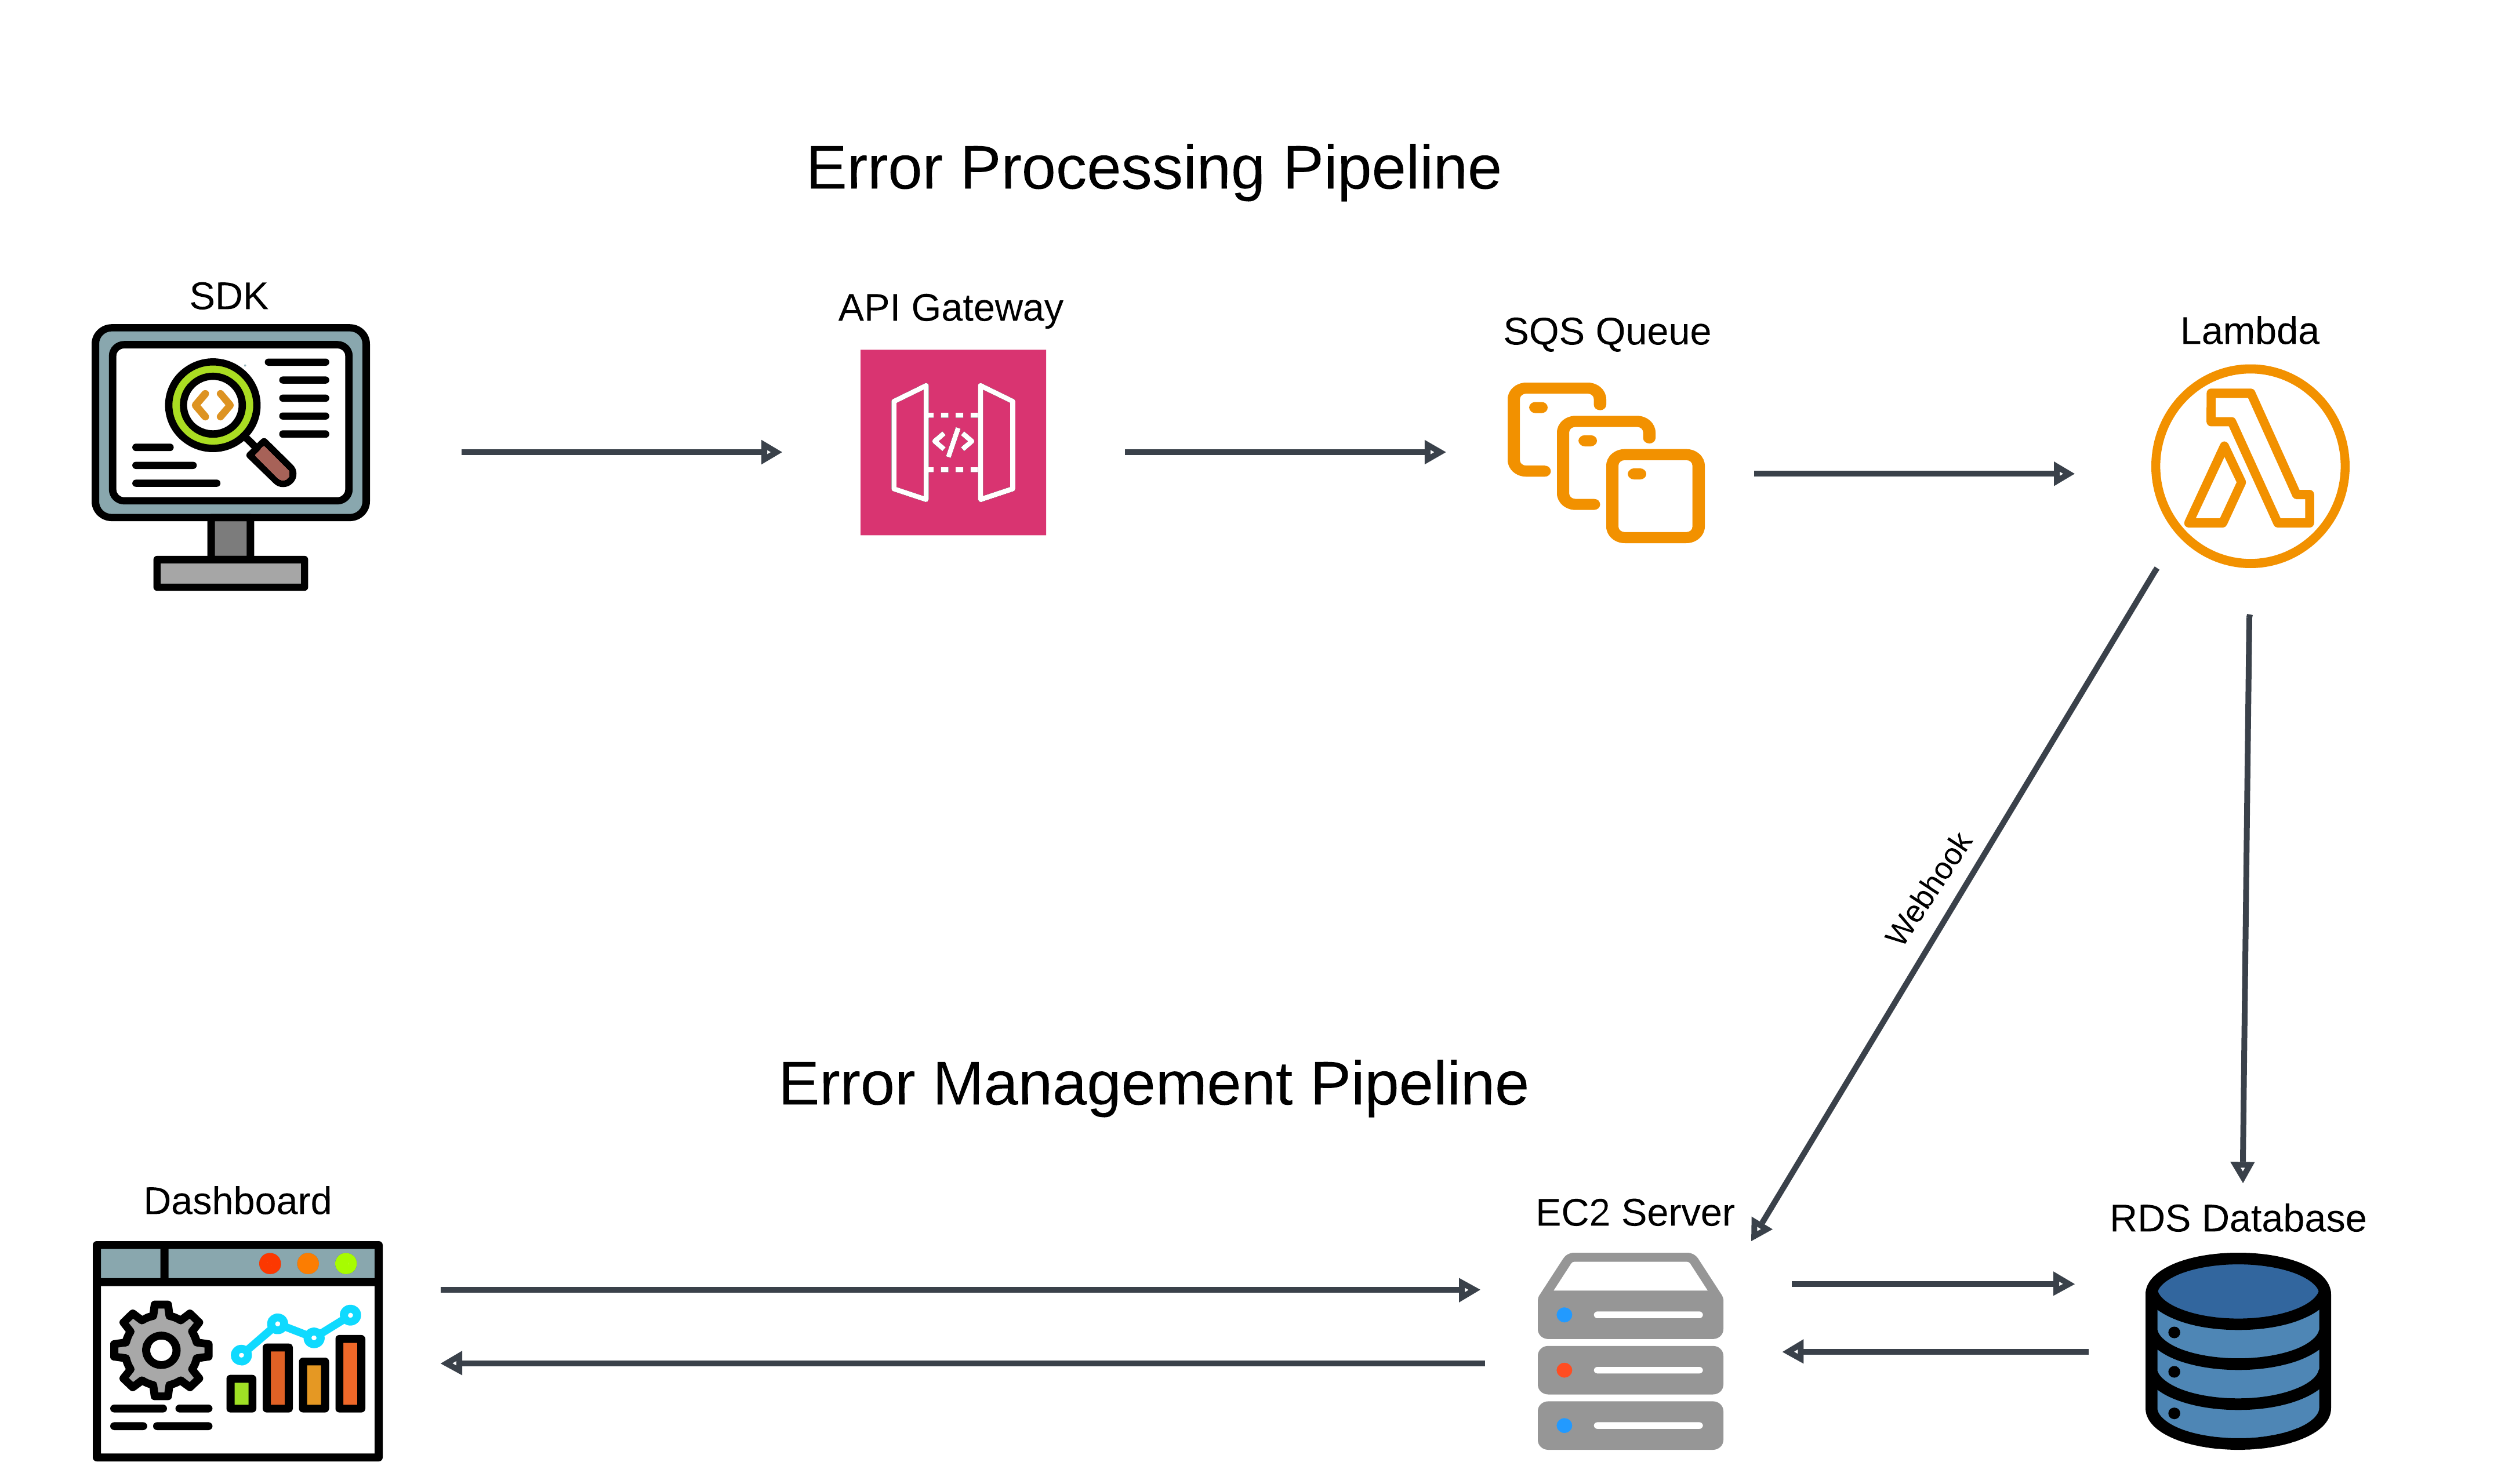 Error Processing Pipeline
SDK
API Gateway
SQS Queue
Lambda
Webhook
Error Management Pipeline
Dashboard
EC2 Server
RDS Database